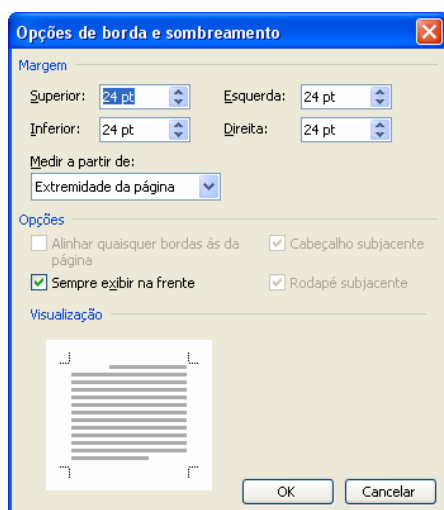 Opções de borda e sombreamento
Margem
Superior: 24 pt Esquerda: 24 pt
Inferior: 24 pt Direita: 24 pt
Medir a partir de:
Extremidade da página
Opções
Alinhar quaisquer bordas às da página
Cabeçalho subjacente
Sempre exibir na frente
Rodapé subjacente
Visualização
OK Cancelar